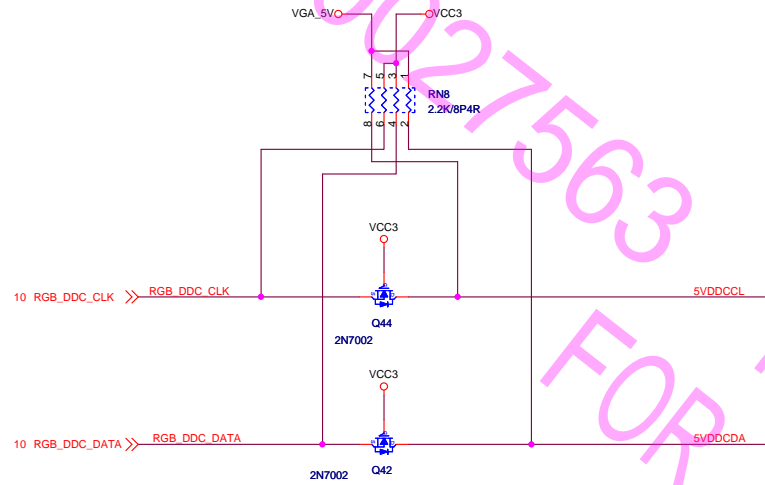 VGA_5V
VCC3
7 5 3 1
RN8
2.2K/8P4R
8 6 4 2
VCC3
10 RGB_DDC_CLK
RGB_DDC_CLK
5VDDCCL
Q44
2N7002
VCC3
10 RGB_DDC_DATA
RGB_DDC_DATA
5VDDCDA
Q42
2N7002
0027563
FOR